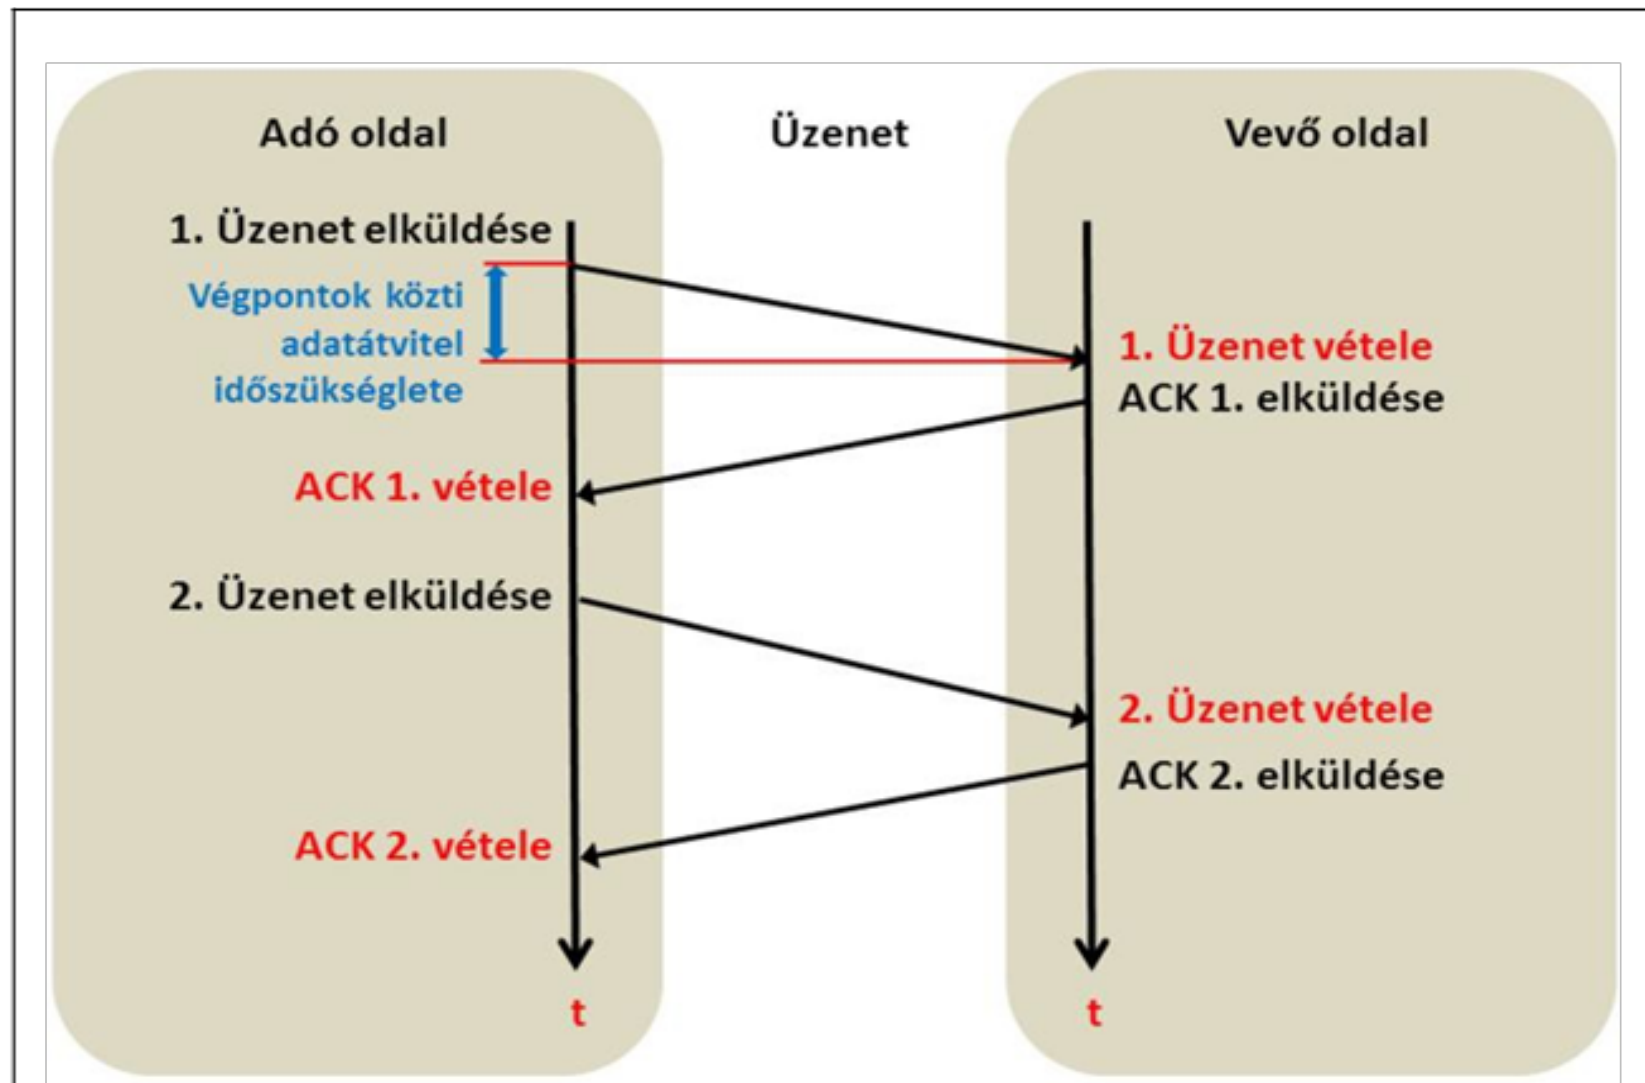 Adó oldal
Üzenet
Vevő oldal
1. Üzenet elküldése
Végpontok közti
adatátvitel
időszükséglete
1. Üzenet vétele
ACK 1. elküldése
ACK 1. vétele
2. Üzenet elküldése
2. Üzenet vétele
ACK 2. elküldése
ACK 2. vétele
t
t